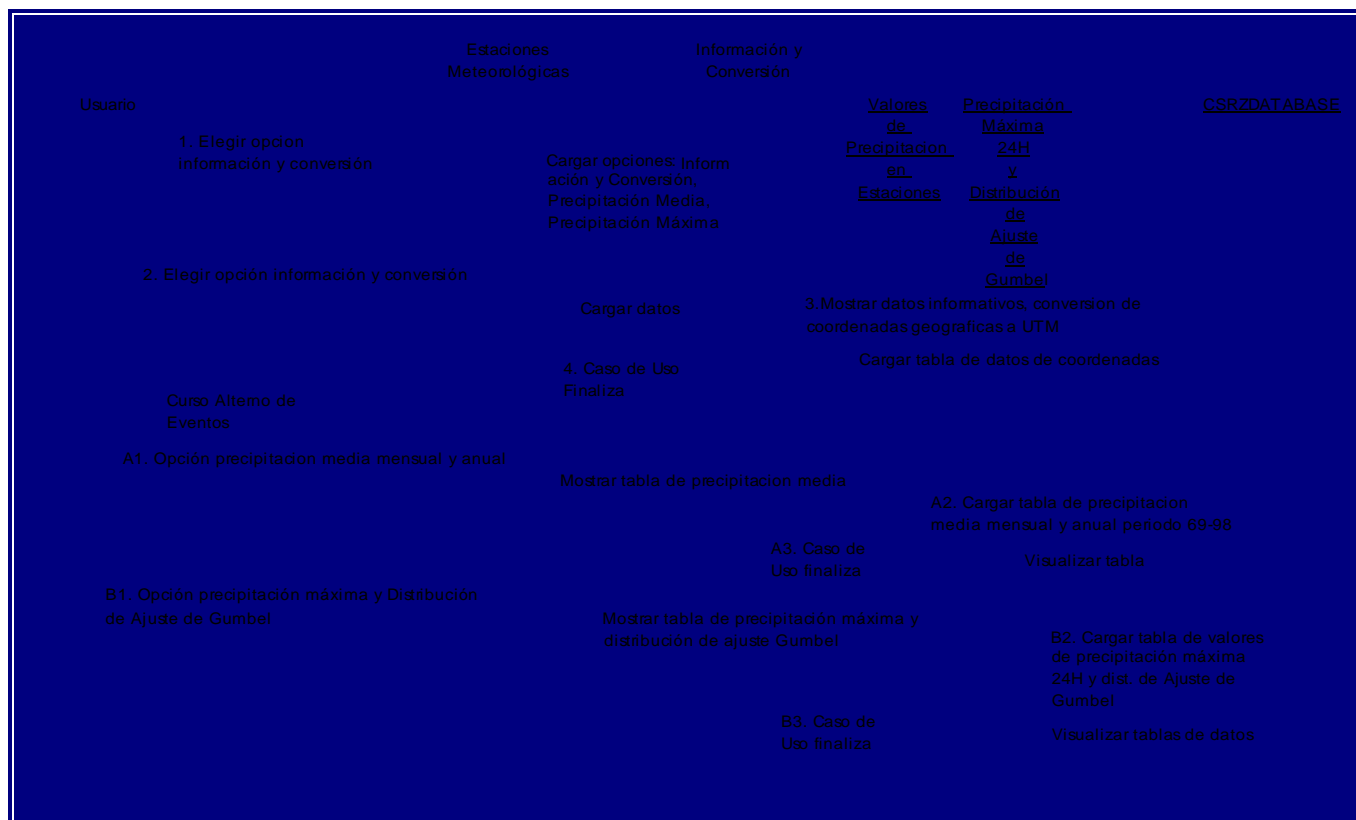 Estaciones
Meteorológicas
Información y
Conversión
Usuario
Valores
de
Precipitacion
en
Estaciones
Precipitación
Máxima
24H
y
Distribución
de
Ajuste
de
Gumbel
CSRZDATABASE
1. Elegir opción
información y conversión
Cargar opciones: Inform
ación y Conversión,
Precipitación Media,
Precipitación Máxima
2. Elegir opción información y conversión
Cargar datos
3.Mostrar datos informativos, conversion de
coordenadas geograficas a UTM
Cargar tabla de datos de coordenadas
4. Caso de Uso
Finaliza
Curso Alterno de
Eventos:
A1. Opción precipitacion media mensual y anual
Mostrar tabla de precipitación media
A2. Cargar tabla de precipitacion
media mensual y anual periodo 69-98
A3. Caso de
Uso finaliza
Visualizar tabla
B1. Opción precipitación máxima y Distribución
de Ajuste de Gumbel
Mostrar tabla de precipitación máxima y
distribución de ajuste Gumbel
B2. Cargar tabla de valores
de precipitación máxima
24H y dist. de Ajuste de
Gumbel
B3. Caso de
Uso finaliza
Visualizar tablas de datos